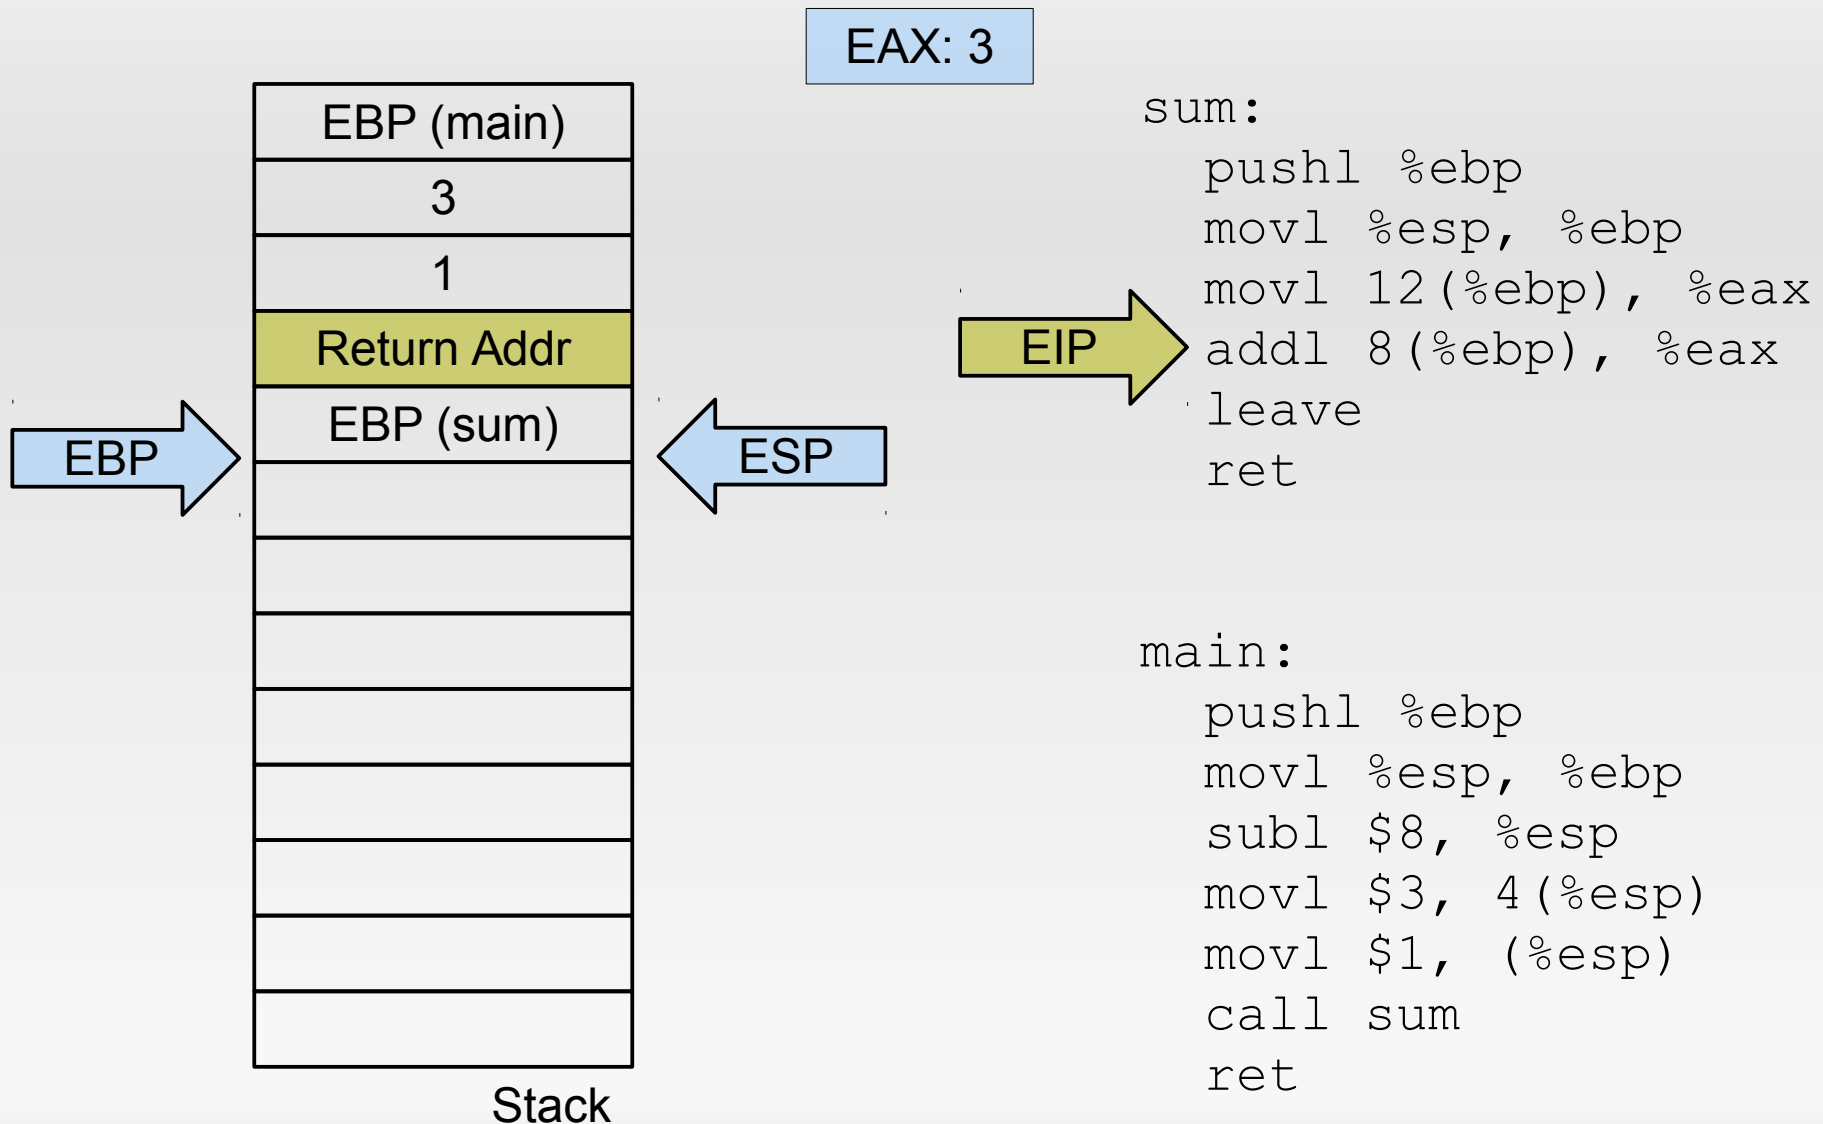 EAX: 3
EBP (main)
3
1
Return Addr
EBP (sum)
EBP
ESP
Stack
EIP
sum:
pushl %ebp
movl %esp, %ebp
movl 12(%ebp), %eax
addl 8(%ebp), %eax
leave
ret
main:
pushl %ebp
movl %esp, %ebp
subl $8, %esp
movl $3, 4(%esp)
movl $1, (%esp)
call sum
ret